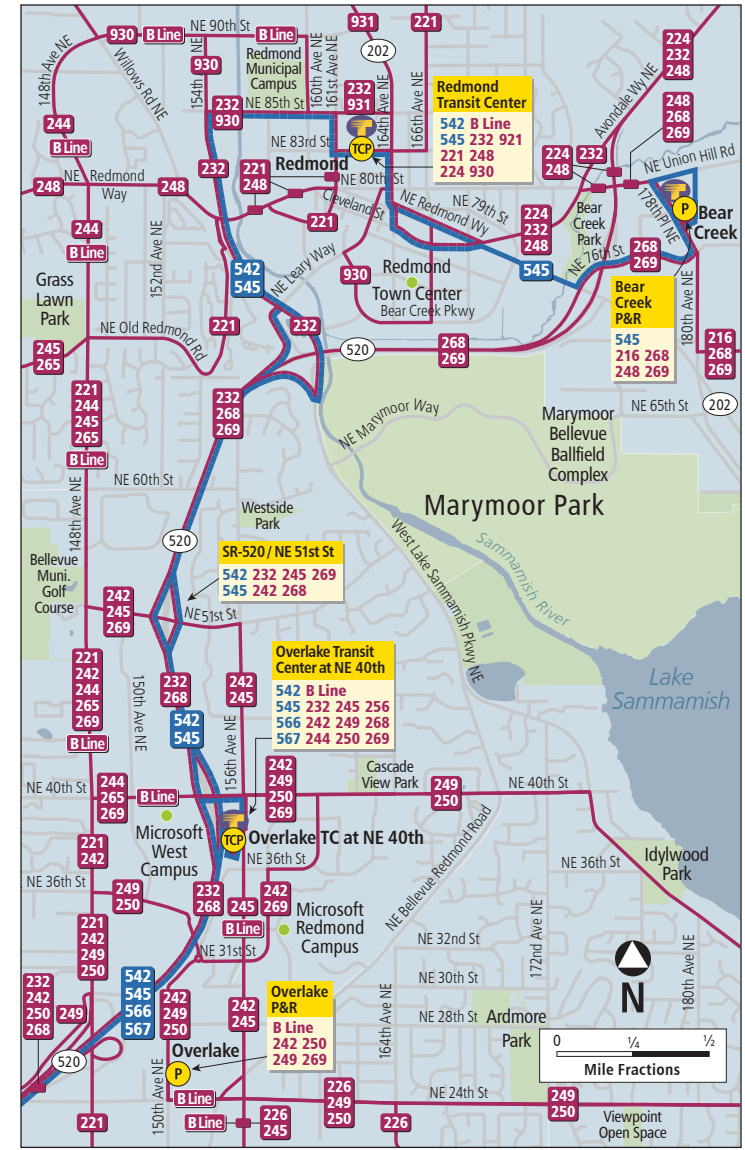 NE 90th St
930
B Line
B Line
931
221
202
148th Ave NE
Willows Rd NE
154th
NE
930
Redmond
Municipal
Campus
160th Ave NE
161st Ave NE
164th Ave NE
166th Ave NE
224
232
248
Avondale Wy NE
232
931
Redmond
Transit Center
542 B Line
545 232 921
221 248
224 930
232
930
NE 85th St
NE 83rd St
TCP
Redmond
NE 80th St
244
B Line
248
268
269
224
248
232
NE Union Hill Rd
178thPl NE
P
Bear
Creek
248
NE Redmond
Way
248
232
221
248
221
Cleveland St
NE Redmond Wy
NE 79th St
224
232
248
Bear
Creek
Park
244
B Line
152nd Ave NE
542
545
NE Leary Way
930
Redmond
Town Center
Bear Creek Pkwy
545
NE 76th St
268
269
Bear
Creek
P&R
545
216 268
248 269
180th Ave NE
Grass
Lawn
Park
NE Old Redmond Rd
221
232
520
268
269
216
268
269
202
245
265
221
244
245
265
B Line
232
268
269
NE Marymoor Way
Marymoor
Bellevue
Ballfield
Complex
NE 65th St
NE 60th St
148th Ave NE
Westside
Park
Marymoor Park
520
SR-520 / NE 51st St
542 232 245 269
545 242 268
West Lake Sammamish Pkwy NE
Sammamish River
Bellevue
Muni.
Golf
Course
242
245
269
NE51st St
221
242
244
265
269
B Line
150th Ave NE
232
268
542
545
242
245
156th Ave NE
Overlake Transit
Center at NE 40th
542 B Line
545 232 245 256
566 242 249 268
567 244 250 269
Lake
Sammamish
NE 40th St
244
265
269
B Line
242
249
250
269
Cascade
View Park
249
250
NE 40th St
Microsoft
West
Campus
TCP
Overlake TC at NE 40th
NE 36th St
221
242
NE 36th St
249
250
232
268
245
B Line
242
269
Microsoft
Redmond
Campus
NE Bellevue Redmond Road
NE 36th St
Idylwood
Park
221
242
249
250
NE 31st St
NE 32nd St
172nd Ave NE
180th Ave NE
N
232
242
250
268
249
520
542
545
566
567
242
249
250
242
245
Overlake
P&R
B Line
242 250
249 269
NE 30th St
NE 28th St
164th Ave NE
Ardmore
Park
0 ¼ ½
Mile Fractions
Overlake
P
150th Ave NE
B Line
226
249
250
NE 24th St
249
250
221
B Line
226
245
226
Viewpoint
Open Space